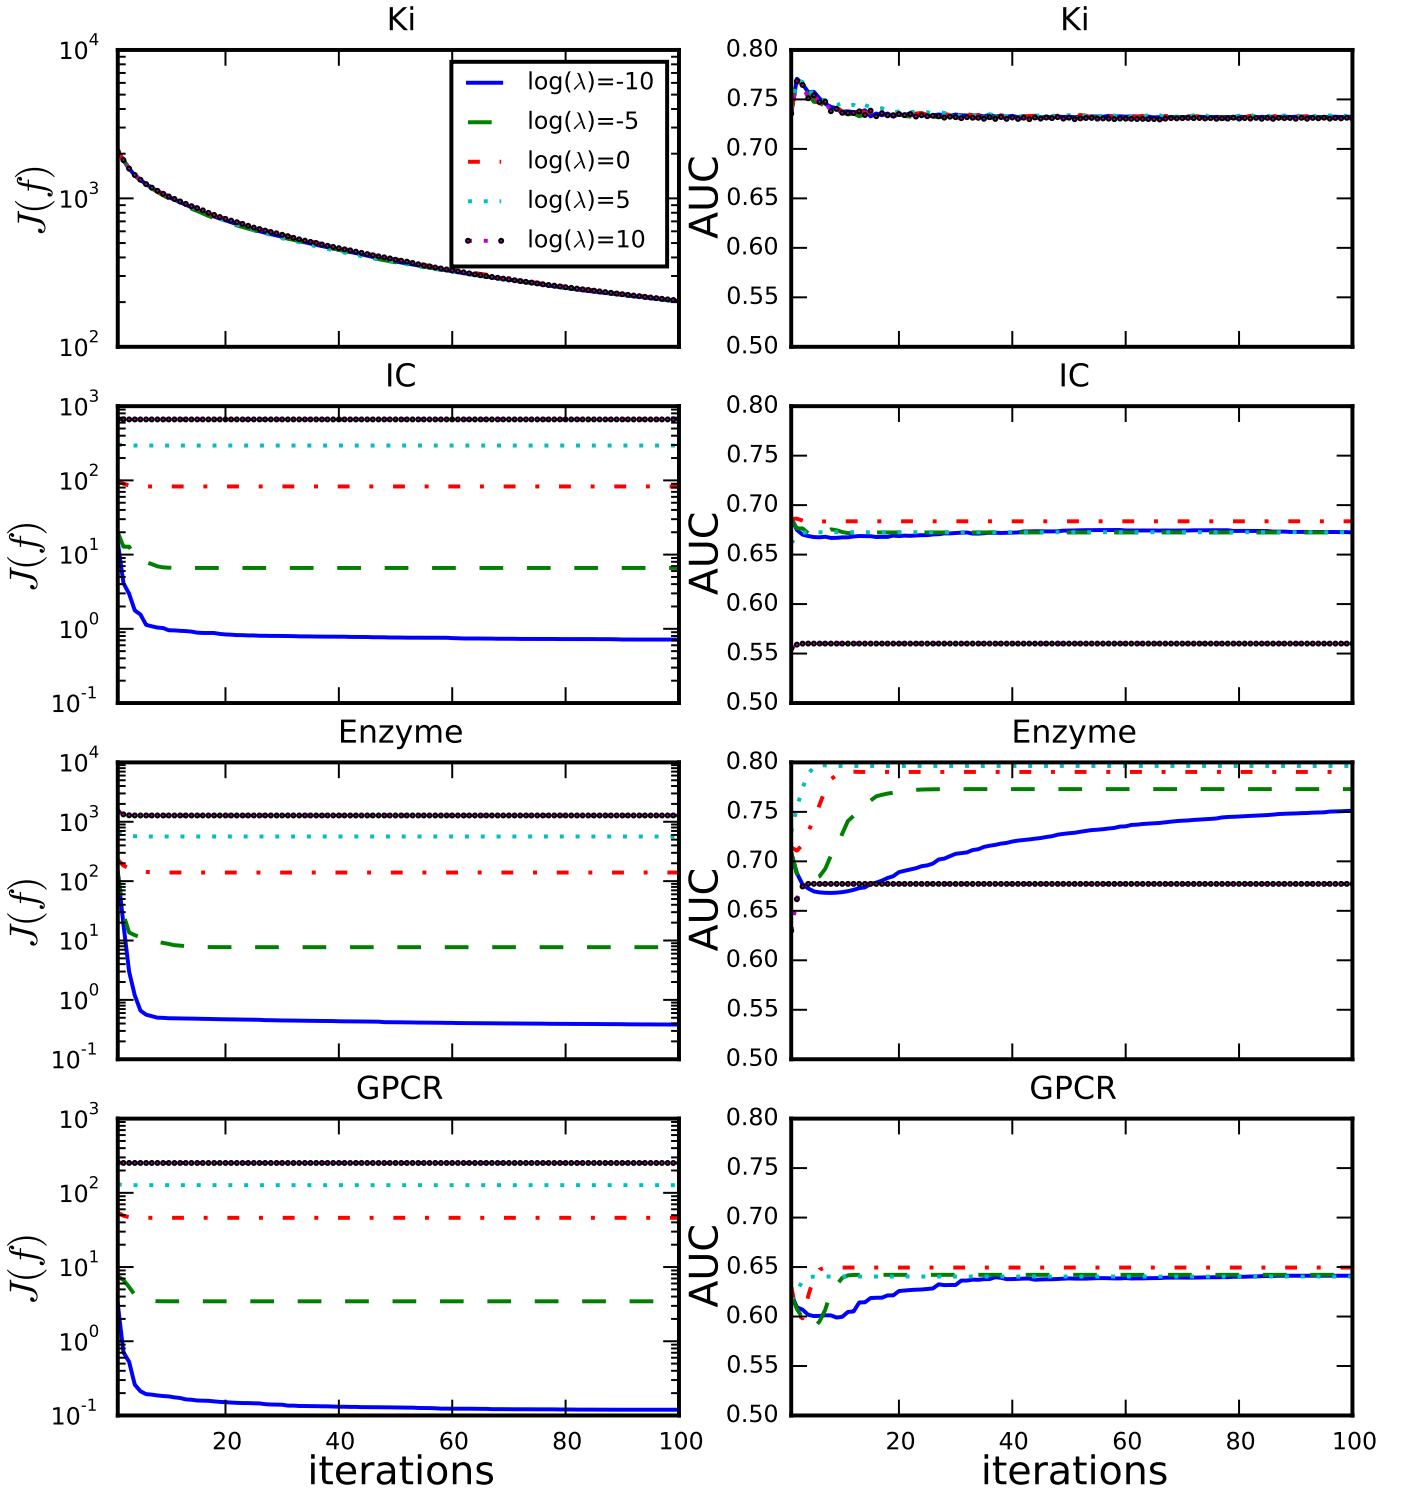 Ki
10^4
10^3
10^2
J(f)
log(λ)=-10
log(λ)=-5
log(λ)=0
log(λ)=5
log(λ)=10
Ki
0.80
0.75
0.70
0.65
0.60
0.55
0.50
AUC
IC
10^3
10^2
10^1
10^0
10^-1
J(f)
IC
0.80
0.75
0.70
0.65
0.60
0.55
0.50
AUC
Enzyme
10^4
10^3
10^2
10^1
10^0
10^-1
J(f)
Enzyme
0.80
0.75
0.70
0.65
0.60
0.55
0.50
AUC
GPCR
10^3
10^2
10^1
10^0
10^-1
J(f)
20 40 60 80 100
iterations
GPCR
0.80
0.75
0.70
0.65
0.60
0.55
0.50
AUC
20 40 60 80 100
iterations